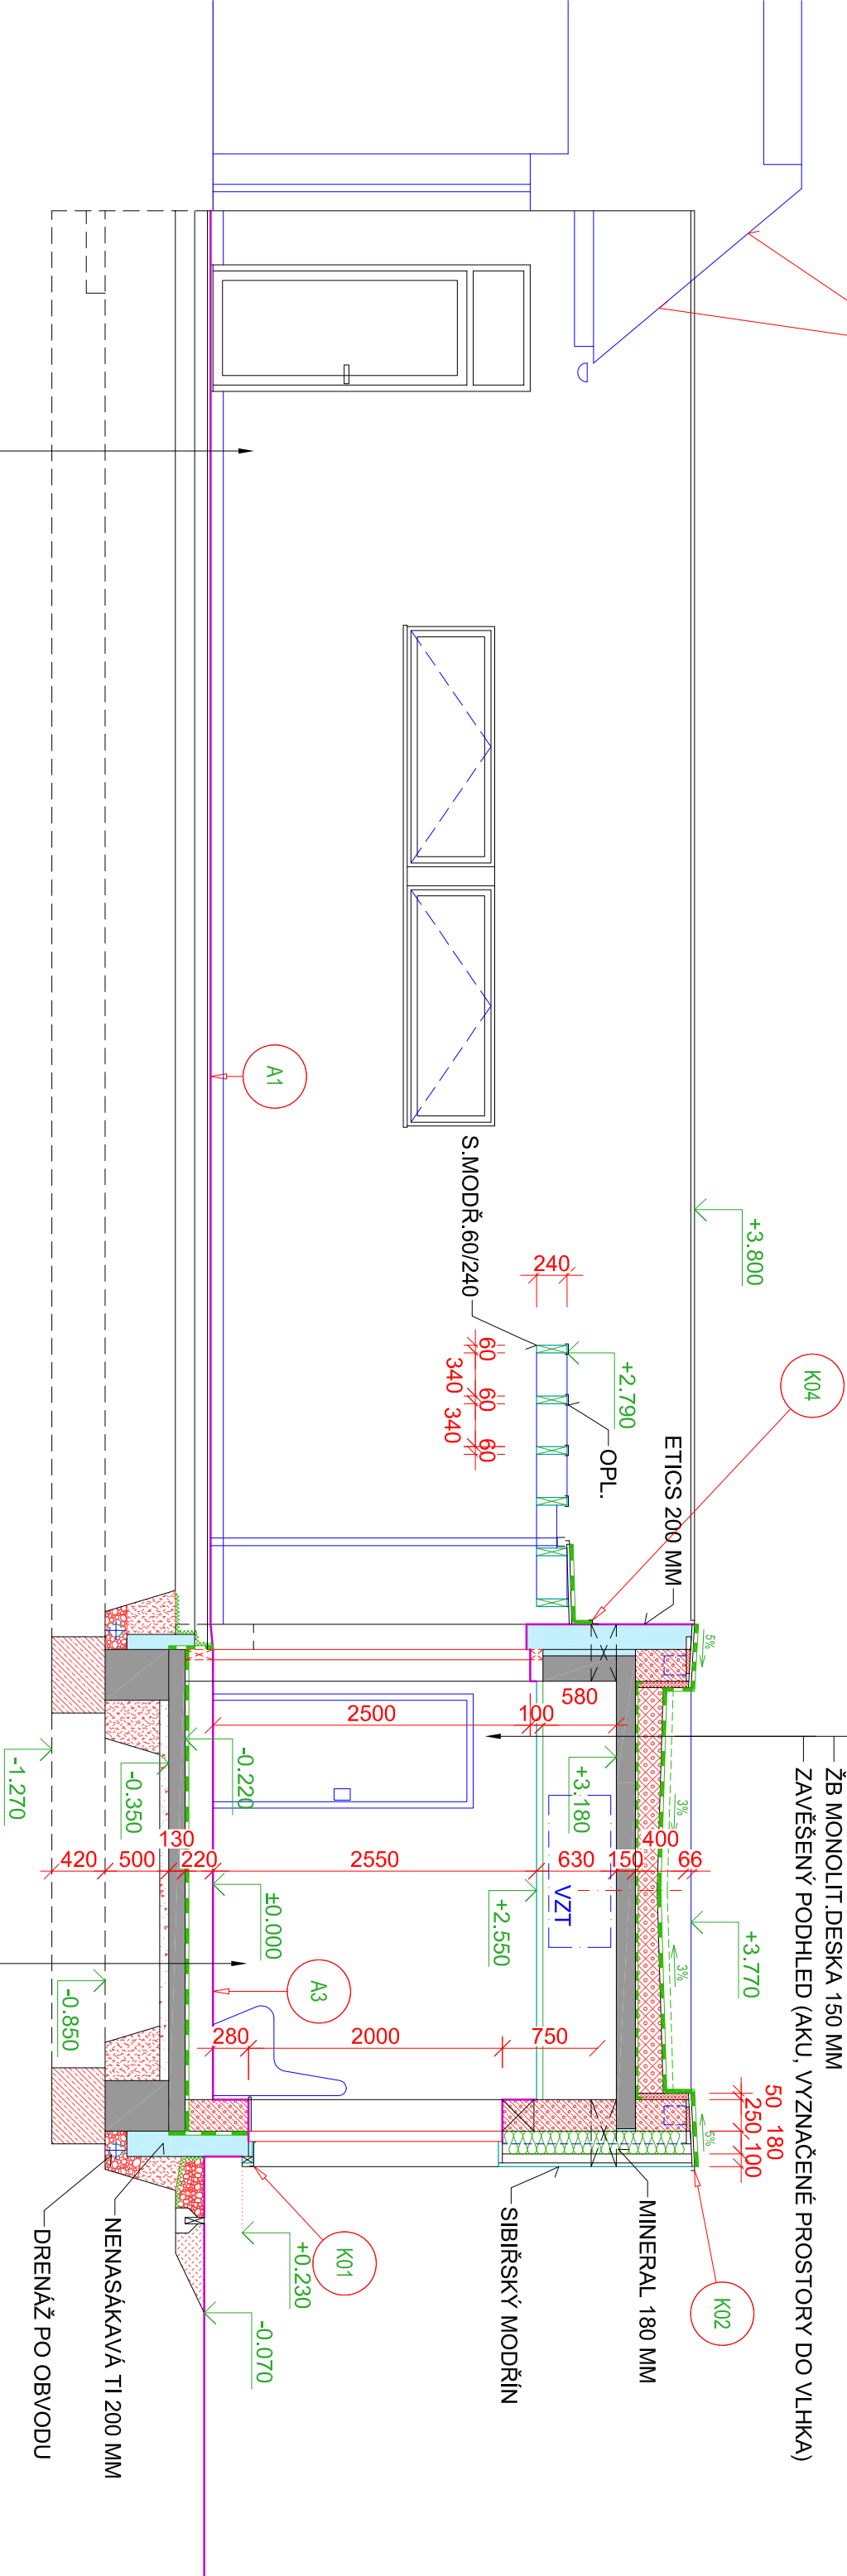 ŽB MONOLIT.DESKA 150 MM
ZAVĚŠENÝ PODHLED (AKU, VYZNAČENÉ PROSTORY DO VLHKA)
+3.800
K04
+2.790
OPL.
ETICS 200 MM
240
S.MODŘ.60/240
60
60
60
340
340
5%
3%
3%
5%
+3.770
50
180
250
100
K02
66
400
150
630
2550
220
130
500
420
580
100
2500
+3.180
VZT
+2.550
750
2000
280
A1
A3
±0.000
-0.220
-0.350
-1.270
-0.850
MINERAL 180 MM
SIBIŘSKÝ MODŘÍN
K01
+0.230
-0.070
NENASÁKAVÁ TI 200 MM
DRENÁŽ PO OBVODU